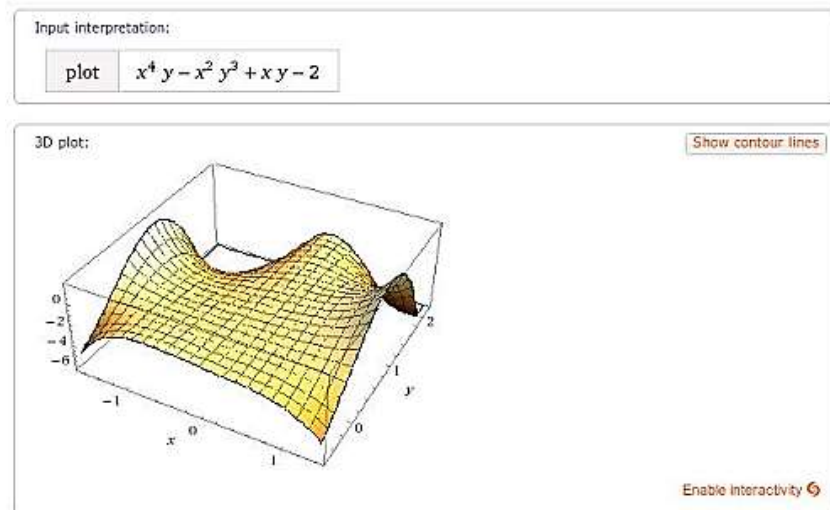 Input interpretation:
plot x⁴ y – x² y³ + x y – 2
3D plot:
Show contour lines
0
–2
–4
–6
–1
0
1
x
0
1
2
y
Enable interactivity